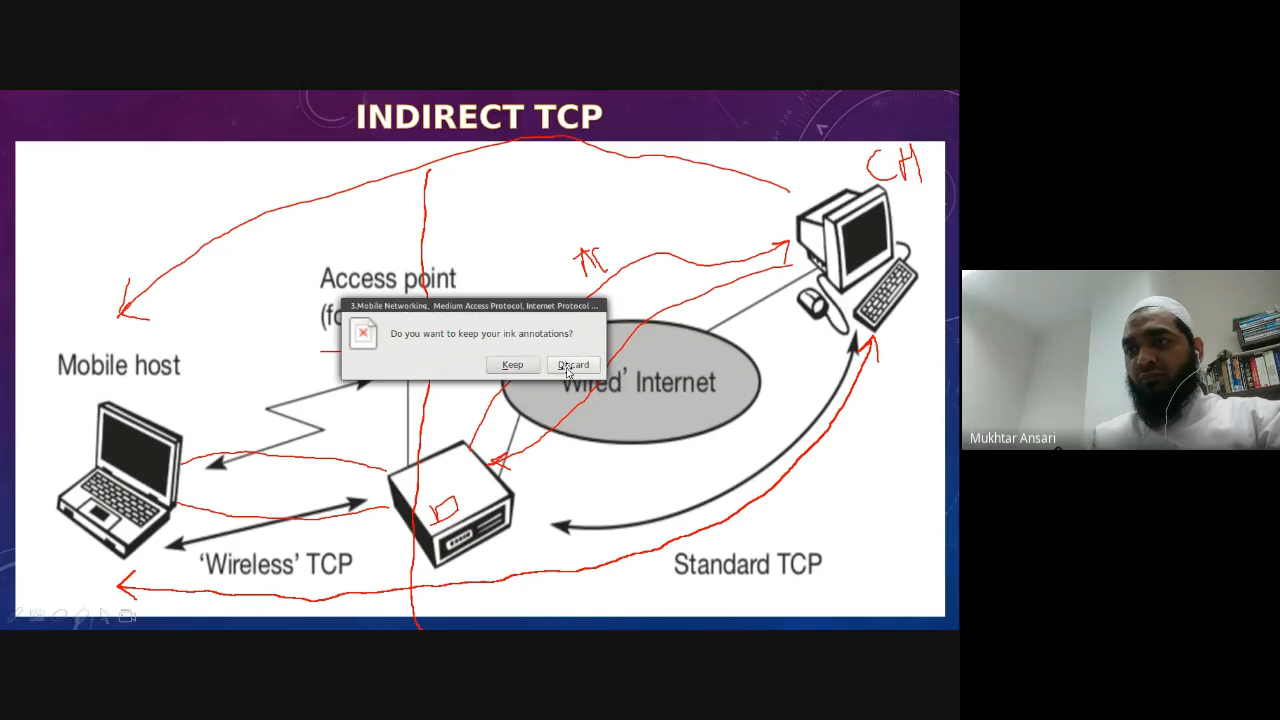 INDIRECT TCP
CH
Access point
(fo
3.Mobile Networking, Medium Access Protocol, Internet Protocol ...
Do you want to keep your ink annotations?
Keep
Discard
Mobile host
'Wired' Internet
Mukhtar Ansari
D
'Wireless' TCP
Standard TCP